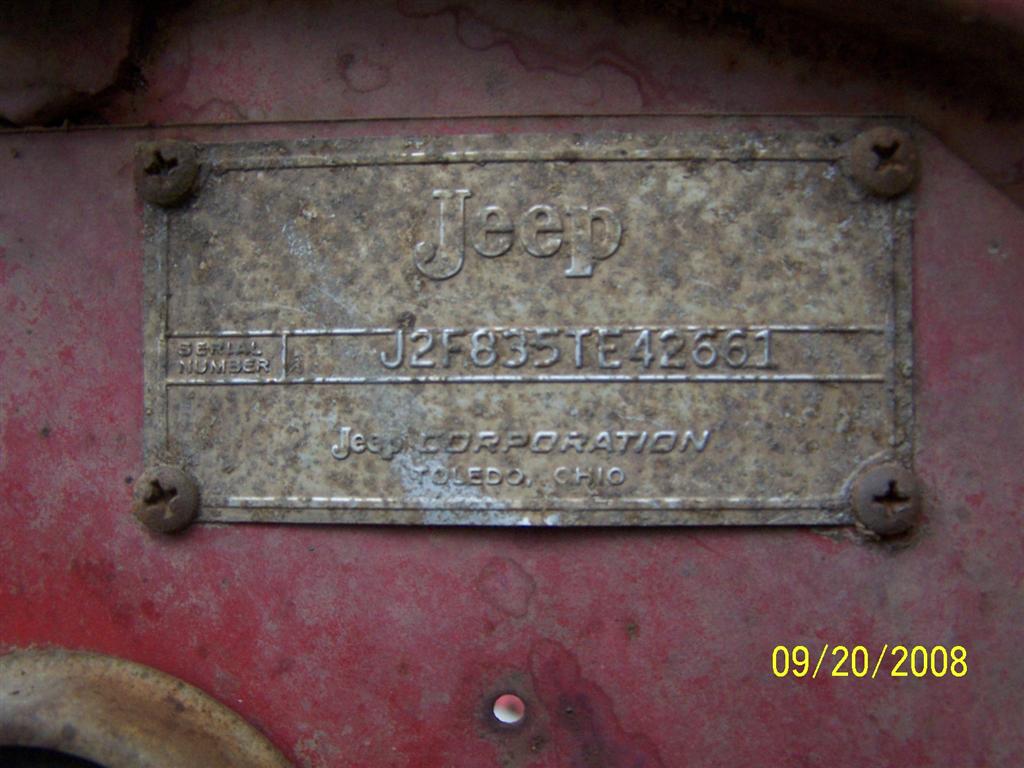 Jeep
SERIAL
NUMBER
J2F835TE42661
Jeep CORPORATION
TOLEDO, OHIO
09/20/2008